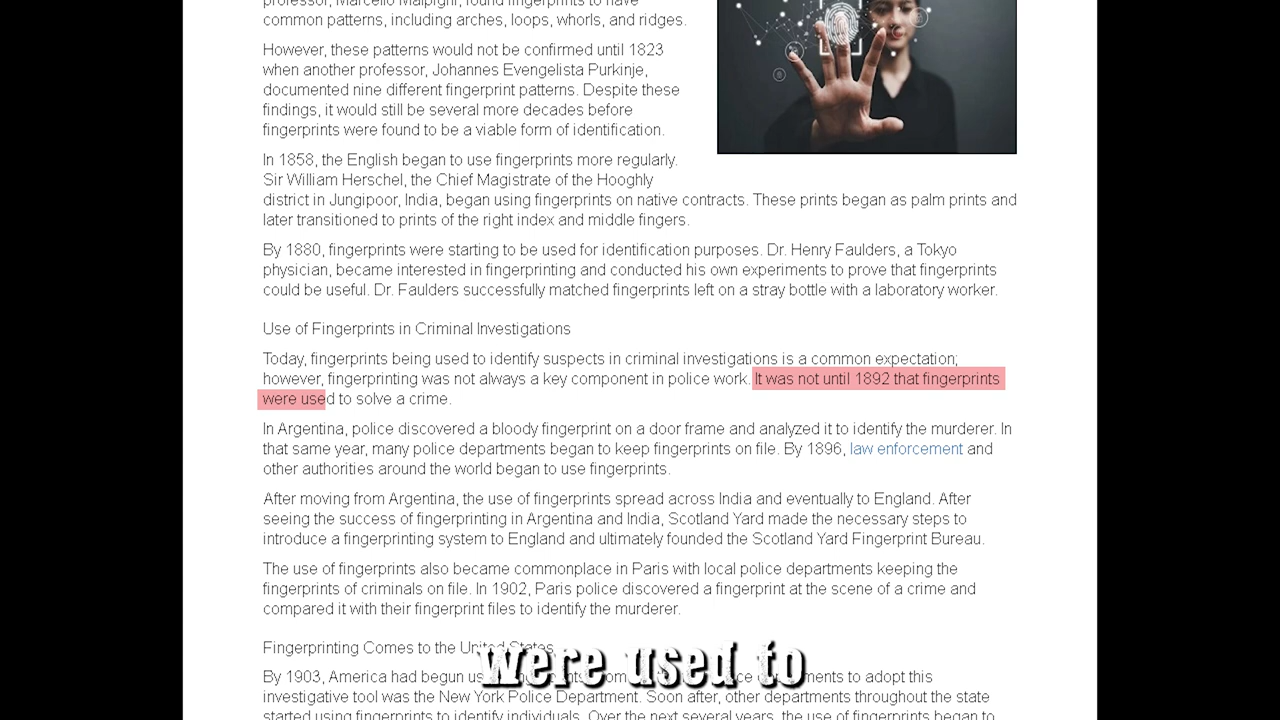 professor, Marcello Malpighi, found fingerprints to have
common patterns, including arches, loops, whorls, and ridges.
However, these patterns would not be confirmed until 1823
when another professor, Johannes Evengelista Purkinje,
documented nine different fingerprint patterns. Despite these
findings, it would still be several more decades before
fingerprints were found to be a viable form of identification.
In 1858, the English began to use fingerprints more regularly.
Sir William Herschel, the Chief Magistrate of the Hooghly
district in Jungipoor, India, began using fingerprints on native contracts. These prints began as palm prints and
later transitioned to prints of the right index and middle fingers.
By 1880, fingerprints were starting to be used for identification purposes. Dr. Henry Faulders, a Tokyo
physician, became interested in fingerprinting and conducted his own experiments to prove that fingerprints
could be useful. Dr. Faulders successfully matched fingerprints left on a stray bottle with a laboratory worker.
Use of Fingerprints in Criminal Investigations
Today, fingerprints being used to identify suspects in criminal investigations is a common expectation;
however, fingerprinting was not always a key component in police work. It was not until 1892 that fingerprints
were used to solve a crime.
In Argentina, police discovered a bloody fingerprint on a door frame and analyzed it to identify the murderer. In
that same year, many police departments began to keep fingerprints on file. By 1896, law enforcement and
other authorities around the world began to use fingerprints.
After moving from Argentina, the use of fingerprints spread across India and eventually to England. After
seeing the success of fingerprinting in Argentina and India, Scotland Yard made the necessary steps to
introduce a fingerprinting system to England and ultimately founded the Scotland Yard Fingerprint Bureau.
The use of fingerprints also became commonplace in Paris with local police departments keeping the
fingerprints of criminals on file. In 1902, Paris police discovered a fingerprint at the scene of a crime and
compared it with their fingerprint files to identify the murderer.
Fingerprinting Comes to the United States
were used to
By 1903, America had begun to adopt this
investigative tool was the New York Police Department. Soon after, other departments throughout the state
started using fingerprints to identify individuals. Over the next several years, the use of fingerprints began to